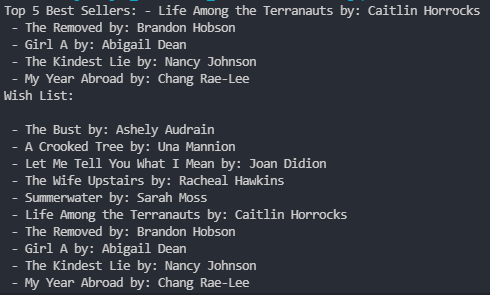 Top 5 Best Sellers: - Life Among the Terranauts by: Caitlin Horrocks
- The Removed by: Brandon Hobson
- Girl A by: Abigail Dean
- The Kindest Lie by: Nancy Johnson
- My Year Abroad by: Chang Rae-Lee
Wish List:
- The Bust by: Ashely Audrain
- A Crooked Tree by: Una Mannion
- Let Me Tell You What I Mean by: Joan Didion
- The Wife Upstairs by: Racheal Hawkins
- Summerwater by: Sarah Moss
- Life Among the Terranauts by: Caitlin Horrocks
- The Removed by: Brandon Hobson
- Girl A by: Abigail Dean
- The Kindest Lie by: Nancy Johnson
- My Year Abroad by: Chang Rae-Lee